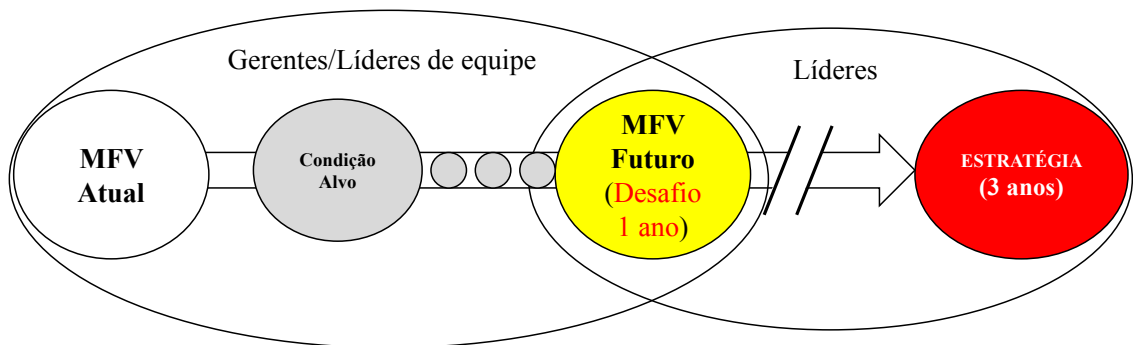 Gerentes/Líderes de equipe
Líderes
MFV
Atual
Condição
Alvo
MFV
Futuro
(Desafio
1 ano)
ESTRATÉGIA
(3 anos)